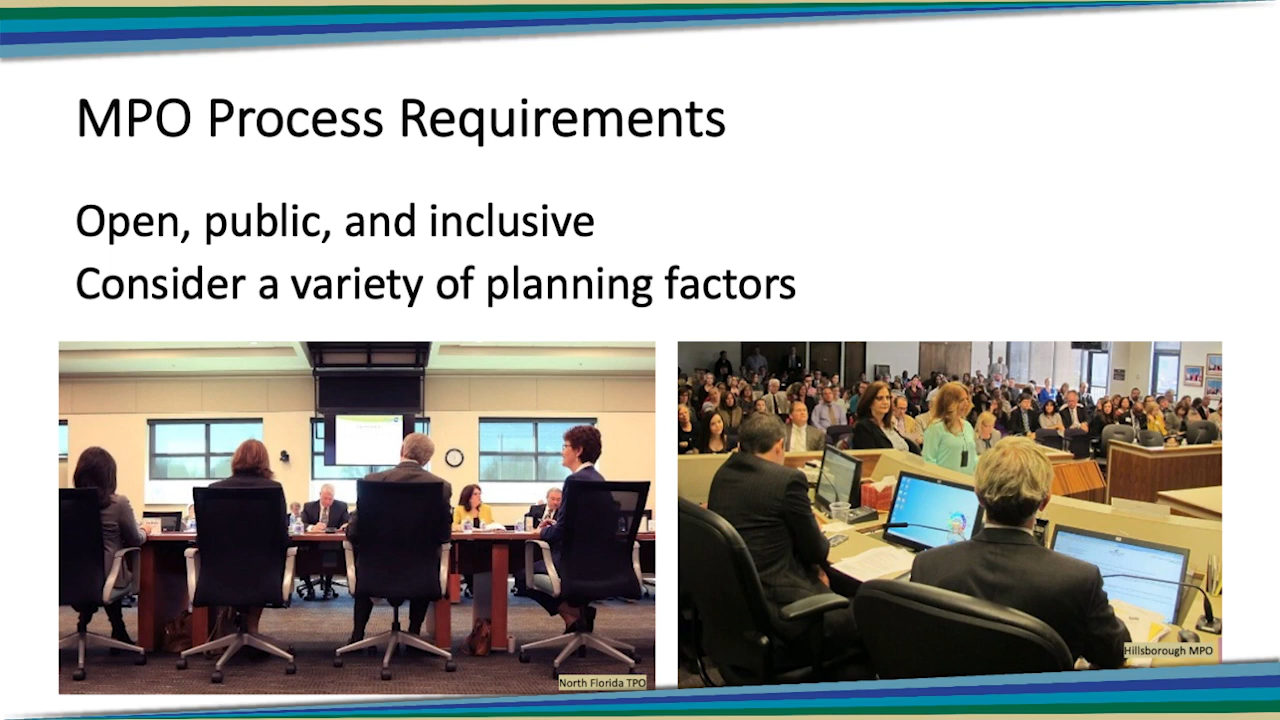 MPO Process Requirements
Open, public, and inclusive
Consider a variety of planning factors
North Florida TPO
Hillsborough MPO